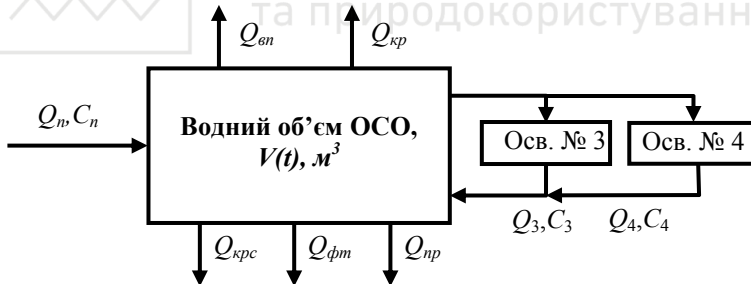 та природокористуванн
Qвп
Qкр
Qп,Cп
Водний об’єм ОСО,
V(t), м³
Осв. № 3
Осв. № 4
Q₃,C₃
Q₄,C₄
Qкрс
Qфт
Qпр